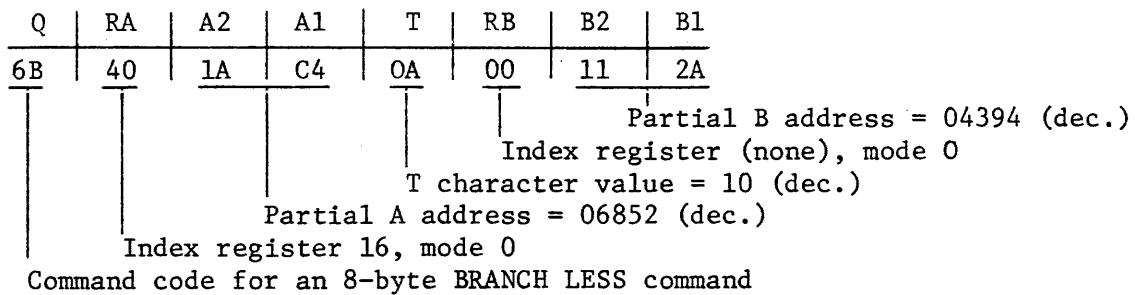 Q | RA | A2 | A1 | T | RB | B2 | B1
6B | 40 | 1A | C4 | 0A | 00 | 11 | 2A
Partial B address = 04394 (dec.)
Index register (none), mode 0
T character value = 10 (dec.)
Partial A address = 06852 (dec.)
Index register 16, mode 0
Command code for an 8-byte BRANCH LESS command